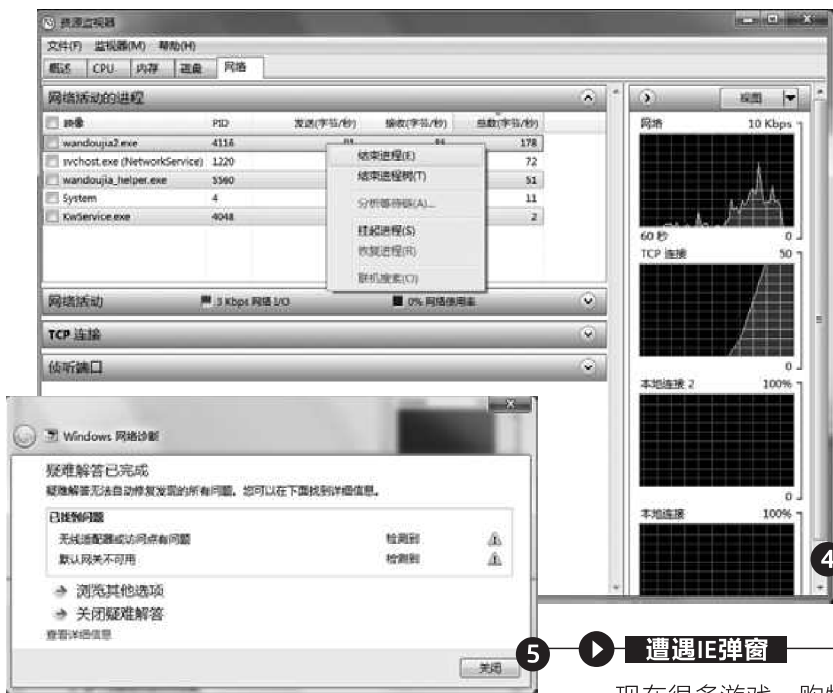 资源监视器
文件(F) 监视器(M) 帮助(H)
概述 CPU 内存 磁盘 网络
网络活动的进程
映像 PID 发送(字节/秒) 接收(字节/秒) 总数(字节/秒)
wandoujia2.exe 4116 178
svchost.exe (NetworkService) 1220 72
wandoujia_helper.exe 5560 51
System 4 11
KwService.exe 4048 2
结束进程(E)
结束进程树(T)
分析等待链(A)...
挂起进程(S)
恢复进程(R)
联机搜索(O)
网络活动 3 Kbps 网络 I/O 0% 网络使用率
TCP 连接
侦听端口
视图
网络 10 Kbps
60 秒 0
TCP 连接 50
0
本地连接 2 100%
0
本地连接 100%
4
Windows 网络诊断
疑难解答已完成
疑难解答无法自动修复发现的所有问题。您可以在下面找到详细信息。
已找到问题
无线适配器或访问点有问题 检测到
默认网关不可用 检测到
浏览其他选项
关闭疑难解答
查看详细信息
关闭
5
遭遇IE弹窗